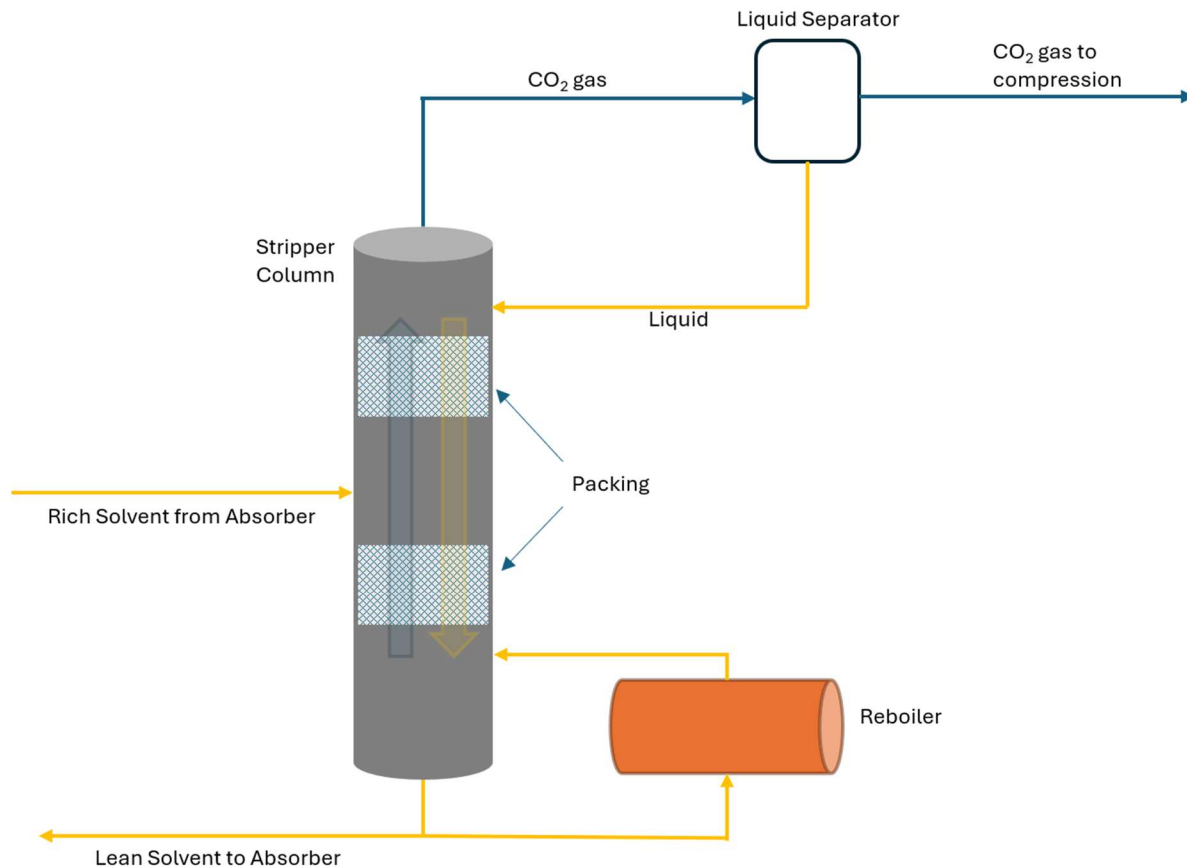 Liquid Separator
CO₂ gas
CO₂ gas to
compression
Stripper
Column
Liquid
Packing
Rich Solvent from Absorber
Reboiler
Lean Solvent to Absorber